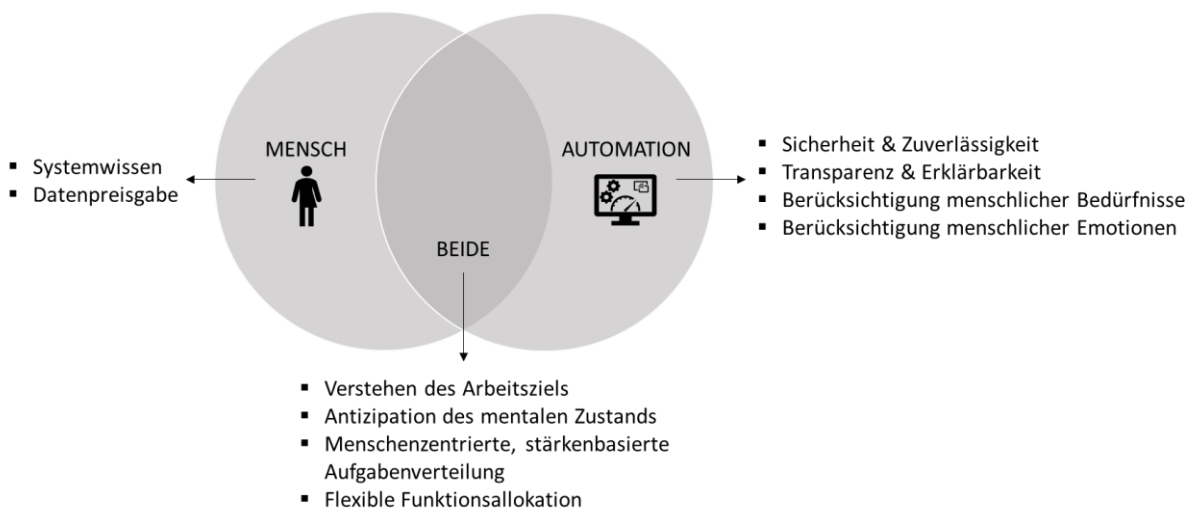 MENSCH
AUTOMATION
BEIDE
▪ Systemwissen
▪ Datenpreisgabe
▪ Sicherheit & Zuverlässigkeit
▪ Transparenz & Erklärbarkeit
▪ Berücksichtigung menschlicher Bedürfnisse
▪ Berücksichtigung menschlicher Emotionen
▪ Verstehen des Arbeitsziels
▪ Antizipation des mentalen Zustands
▪ Menschenzentrierte, stärkenbasierte
Aufgabenverteilung
▪ Flexible Funktionsallokation